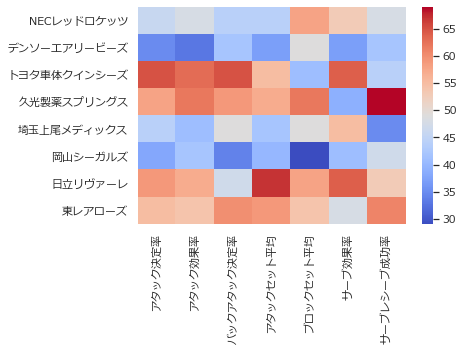 NECレッドロケッツ
デンソーエアリービーズ
トヨタ車体クインシーズ
久光製薬スプリングス
埼玉上尾メディックス
岡山シーガルズ
日立リヴァーレ
東レアローズ
アタック決定率
アタック効果率
バックアタック決定率
アタックセット平均
ブロックセット平均
サーブ効果率
サーブレシーブ成功率
65
60
55
50
45
40
35
30